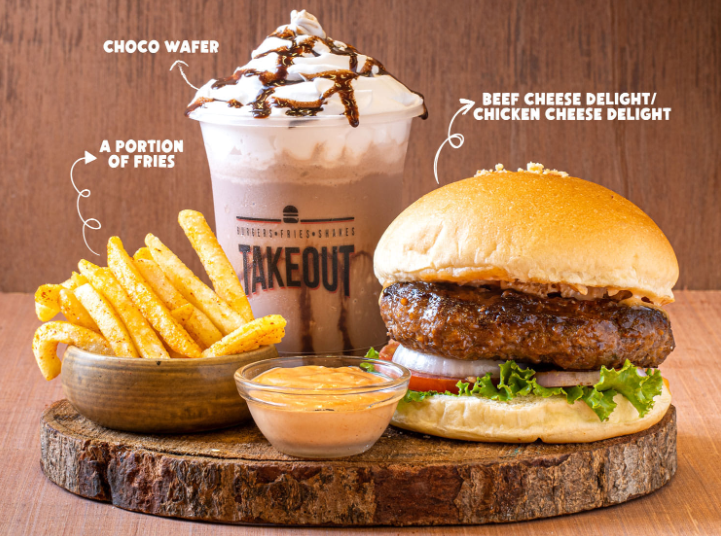 CHOCO WAFER
BEEF CHEESE DELIGHT/
CHICKEN CHEESE DELIGHT
A PORTION
OF FRIES
BURGERS•FRIES•SHAKES
TAKEOUT